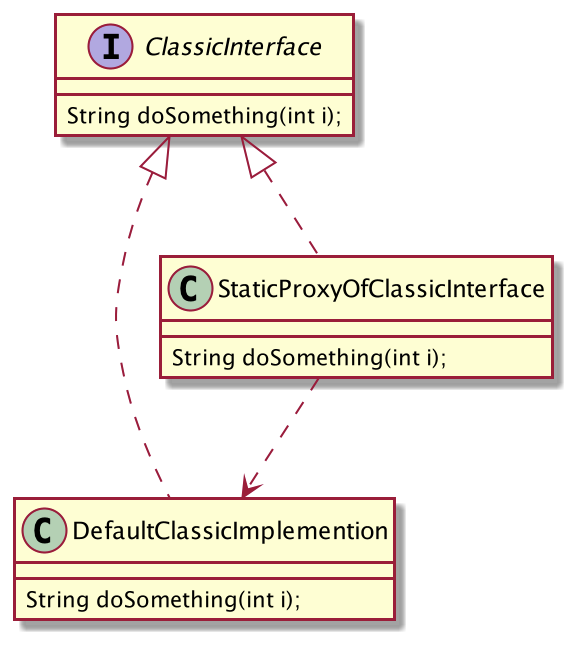 I ClassicInterface
String doSomething(int i);
C StaticProxyOfClassicInterface
String doSomething(int i);
C DefaultClassicImplemention
String doSomething(int i);